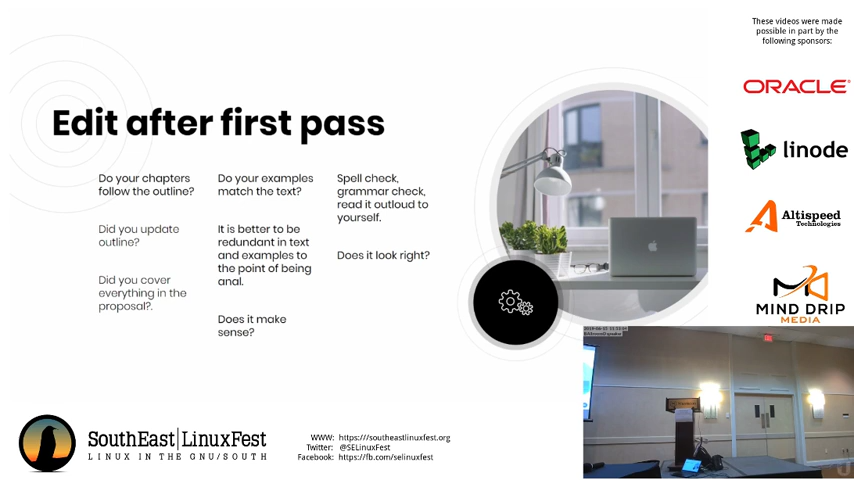 These videos were made
possible in part by the
following sponsors:
ORACLE
linode
Altispeed
Technologies
MIND DRIP
MEDIA
Edit after first pass
Do your chapters
follow the outline?
Did you update
outline?
Did you cover
everything in the
proposal?.
Do your examples
match the text?
It is better to be
redundant in text
and examples to
the point of being
anal.
Does it make
sense?
Spell check,
grammar check,
read it outloud to
yourself.
Does it look right?
SouthEast|LinuxFest
LINUX IN THE GNU/SOUTH
WWW: https:///southeastlinuxfest.org
Twitter: @SELinuxFest
Facebook: https://fb.com/selinuxfest